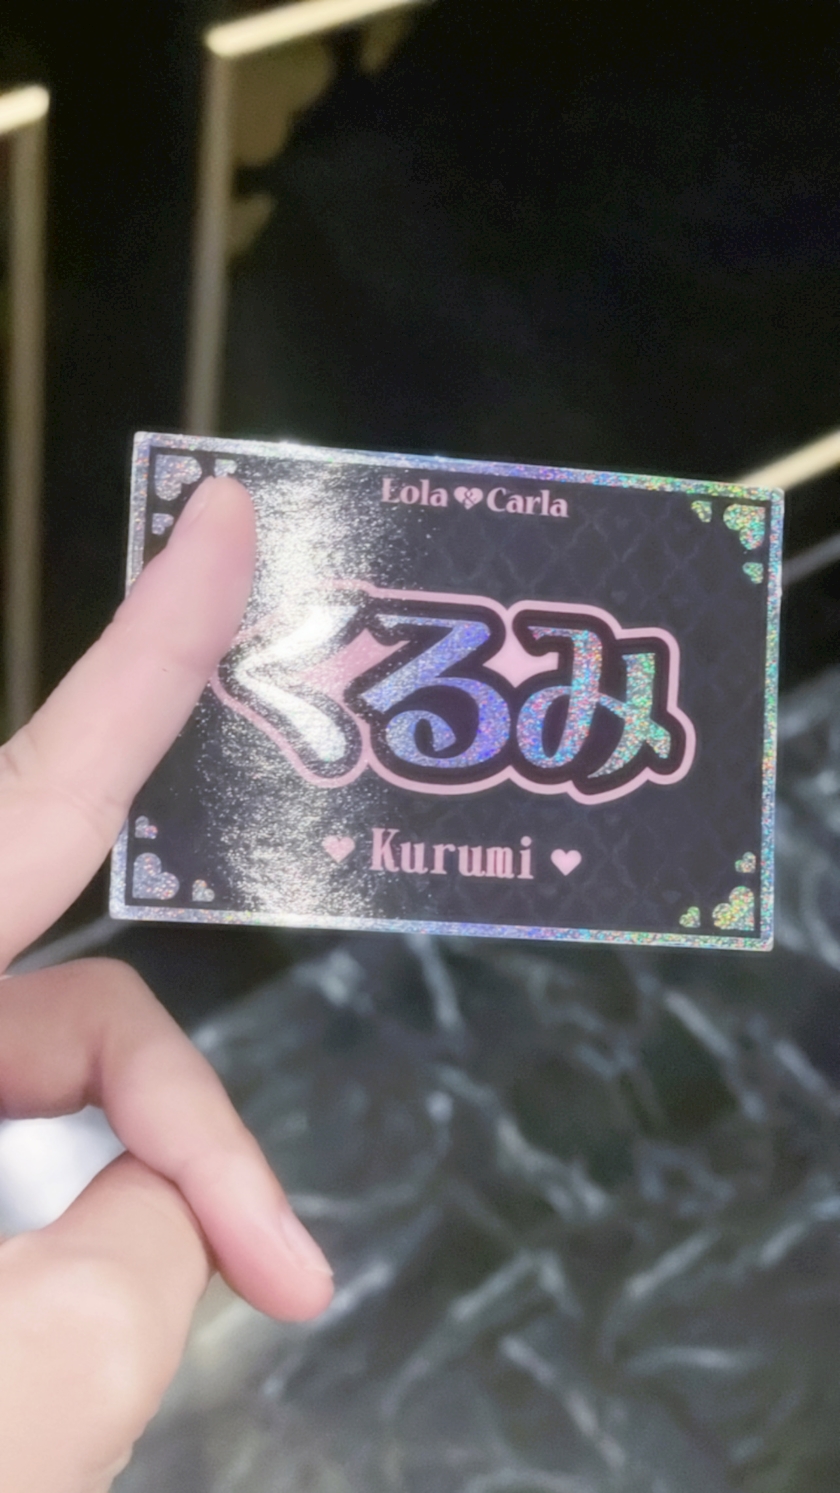 Lola & Carla
くるみ
Kurumi